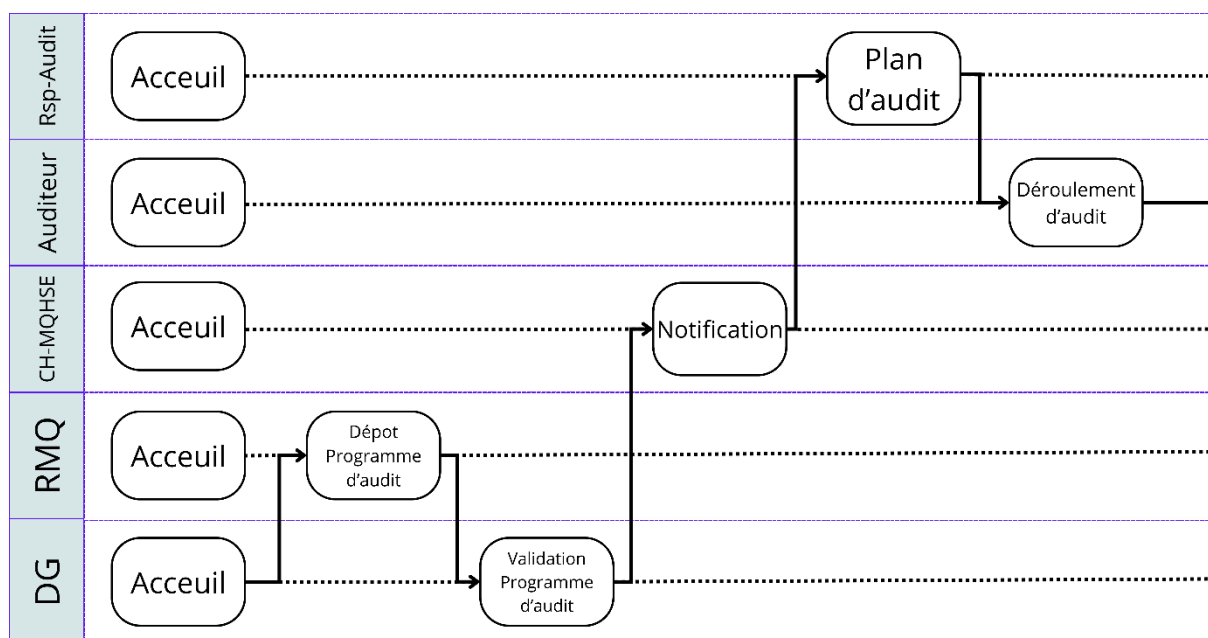 Rsp-Audit
Acceuil
Plan
d’audit
Auditeur
Acceuil
Déroulement
d’audit
CH-MQHSE
Acceuil
Notification
RMQ
Acceuil
Dépot
Programme
d’audit
DG
Acceuil
Validation
Programme
d’audit